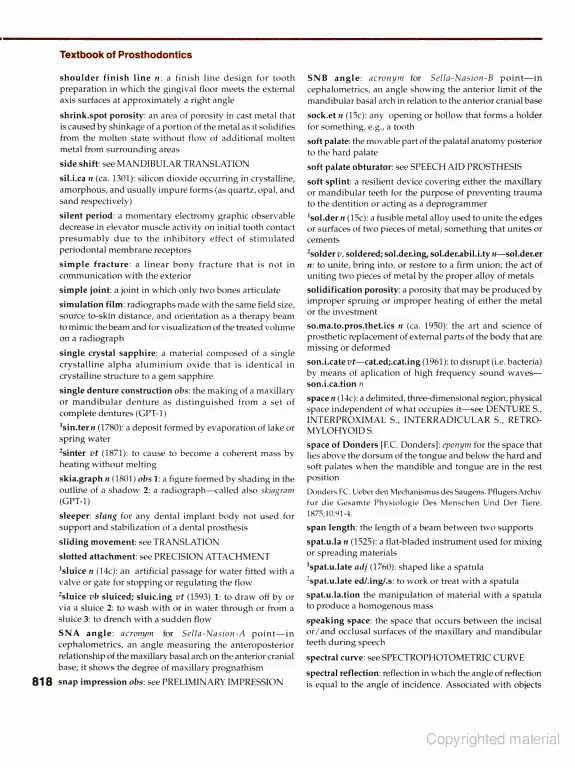 Textbook of Prosthodontics
shoulder finish line n: a finish line design for tooth
preparation in which the gingival floor meets the external
axis surfaces at approximately a right angle
shrink.spot porosity: an area of porosity in cast metal that
is caused by shinkage of a portion of the metal as it solidifies
from the molten state without flow of additional molten
metal from surrounding areas
side shift: see MANDIBULAR TRANSLATION
sil.i.ca n (ca. 1301): silicon dioxide occurring in crystalline,
amorphous, and usually impure forms (as quartz, opal, and
sand respectively)
silent period: a momentary electromy graphic observable
decrease in elevator muscle activity on initial tooth contact
presumably due to the inhibitory effect of stimulated
periodontal membrane receptors
simple fracture: a linear bony fracture that is not in
communication with the exterior
simple joint: a joint in which only two bones articulate
simulation film: radiographs made with the same field size,
source to-skin distance, and orientation as a therapy beam
to mimic the beam and for visualization of the treated volume
on a radiograph
single crystal sapphire: a material composed of a single
crystalline alpha aluminium oxide that is identical in
crystalline structure to a gem sapphire
single denture construction obs: the making of a maxillary
or mandibular denture as distinguished from a set of
complete dentures (GPT-1)
¹sin.ter n (1780): a deposit formed by evaporation of lake or
spring water
²sinter vt (1871): to cause to become a coherent mass by
heating without melting
skia.graph n (1801) obs 1: a figure formed by shading in the
outline of a shadow 2: a radiograph—called also skiagram
(GPT-1)
sleeper: slang for any dental implant body not used for
support and stabilization of a dental prosthesis
sliding movement: see TRANSLATION
slotted attachment: see PRECISION ATTACHMENT
¹sluice n (14c): an artificial passage for water fitted with a
valve or gate for stopping or regulating the flow
²sluice vb sluiced; sluic.ing vt (1593) 1: to draw off by or
via a sluice 2: to wash with or in water through or from a
sluice 3: to drench with a sudden flow
SNA angle: acronym for Sella-Nasion-A point—in
cephalometrics, an angle measuring the anteroposterior
relationship of the maxillary basal arch on the anterior cranial
base; it shows the degree of maxillary prognathism
818 snap impression obs: see PRELIMINARY IMPRESSION
SNB angle: acronym for Sella-Nasion-B point—in
cephalometrics, an angle showing the anterior limit of the
mandibular basal arch in relation to the anterior cranial base
sock.et n (15c): any opening or hollow that forms a holder
for something, e.g., a tooth
soft palate: the movable part of the palatal anatomy posterior
to the hard palate
soft palate obturator: see SPEECH AID PROSTHESIS
soft splint: a resilient device covering either the maxillary
or mandibular teeth for the purpose of preventing trauma
to the dentition or acting as a deprogrammer
¹sol.der n (15c): a fusible metal alloy used to unite the edges
or surfaces of two pieces of metal; something that unites or
cements
²solder v, soldered; sol.der.ing, sol.der.abil.i.ty n—sol.der.er
n: to unite, bring into, or restore to a firm union; the act of
uniting two pieces of metal by the proper alloy of metals
solidification porosity: a porosity that may be produced by
improper spruing or improper heating of either the metal
or the investment
so.ma.to.pros.thet.ics n (ca. 1950): the art and science of
prosthetic replacement of external parts of the body that are
missing or deformed
son.i.cate vt—cat.ed;.cat.ing (1961): to disrupt (i.e. bacteria)
by means of aplication of high frequency sound waves—
son.i.ca.tion n
space n (14c): a delimited, three-dimensional region; physical
space independent of what occupies it—see DENTURE S.,
INTERPROXIMAL S., INTERRADICULAR S., RETRO-
MYLOHYOID S.
space of Donders [F.C. Donders]: eponym for the space that
lies above the dorsum of the tongue and below the hard and
soft palates when the mandible and tongue are in the rest
position
Donders FC. Ueber den Mechanismus des Saugens. Pflugers Archiv
fur die Gesamte Physiologie Des Menschen Und Der Tiere.
1875;10:91-4.
span length: the length of a beam between two supports
spat.u.la n (1525): a flat-bladed instrument used for mixing
or spreading materials
¹spat.u.late adj (1760): shaped like a spatula
²spat.u.late ed/.ing/.s: to work or treat with a spatula
spat.u.la.tion the manipulation of material with a spatula
to produce a homogenous mass
speaking space: the space that occurs between the incisal
or/and occlusal surfaces of the maxillary and mandibular
teeth during speech
spectral curve: see SPECTROPHOTOMETRIC CURVE
spectral reflection: reflection in which the angle of reflection
is equal to the angle of incidence. Associated with objects
Copyrighted material